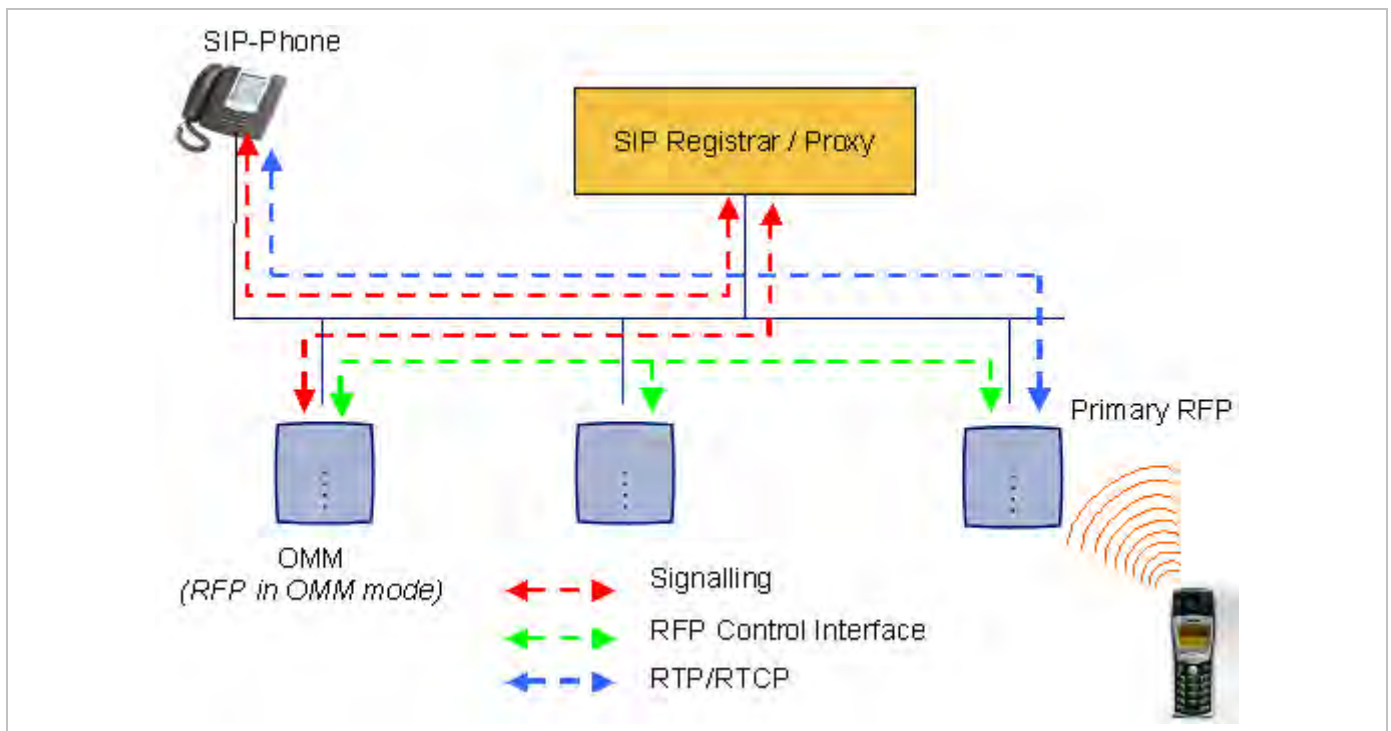 SIP-Phone
SIP Registrar / Proxy
Primary RFP
OMM
(RFP in OMM mode)
Signalling
RFP Control Interface
RTP/RTCP